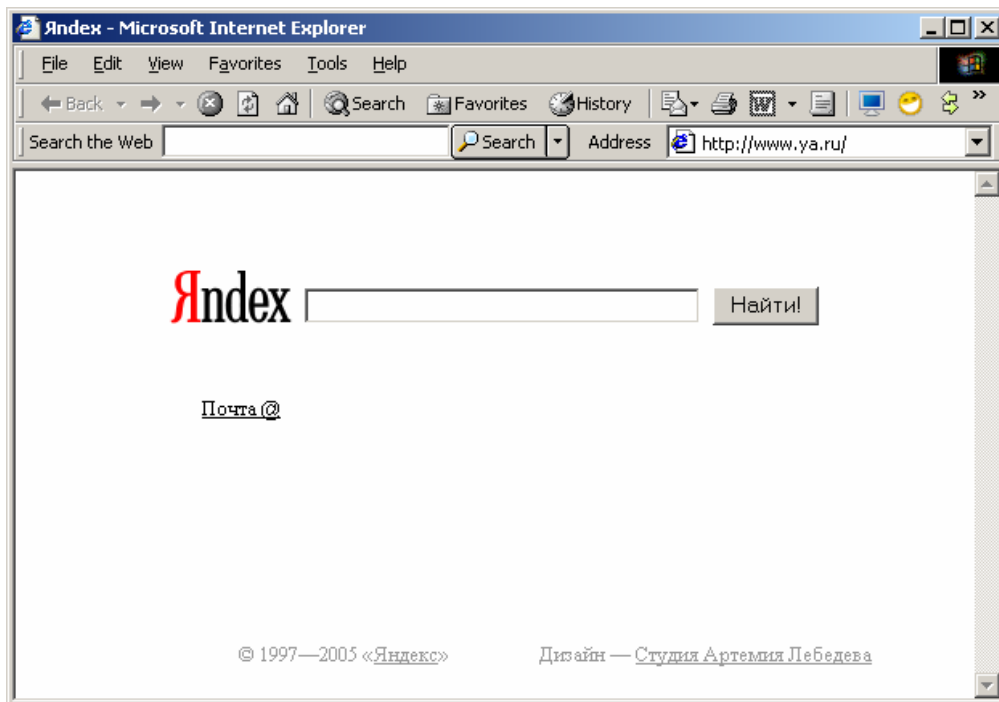 Яndex - Microsoft Internet Explorer
File Edit View Favorites Tools Help
Back Search Favorites History »
Search the Web Search Address http://www.ya.ru/
Яndex Найти!
Почта @
© 1997—2005 «Яндекс» Дизайн — Студия Артемия Лебедева